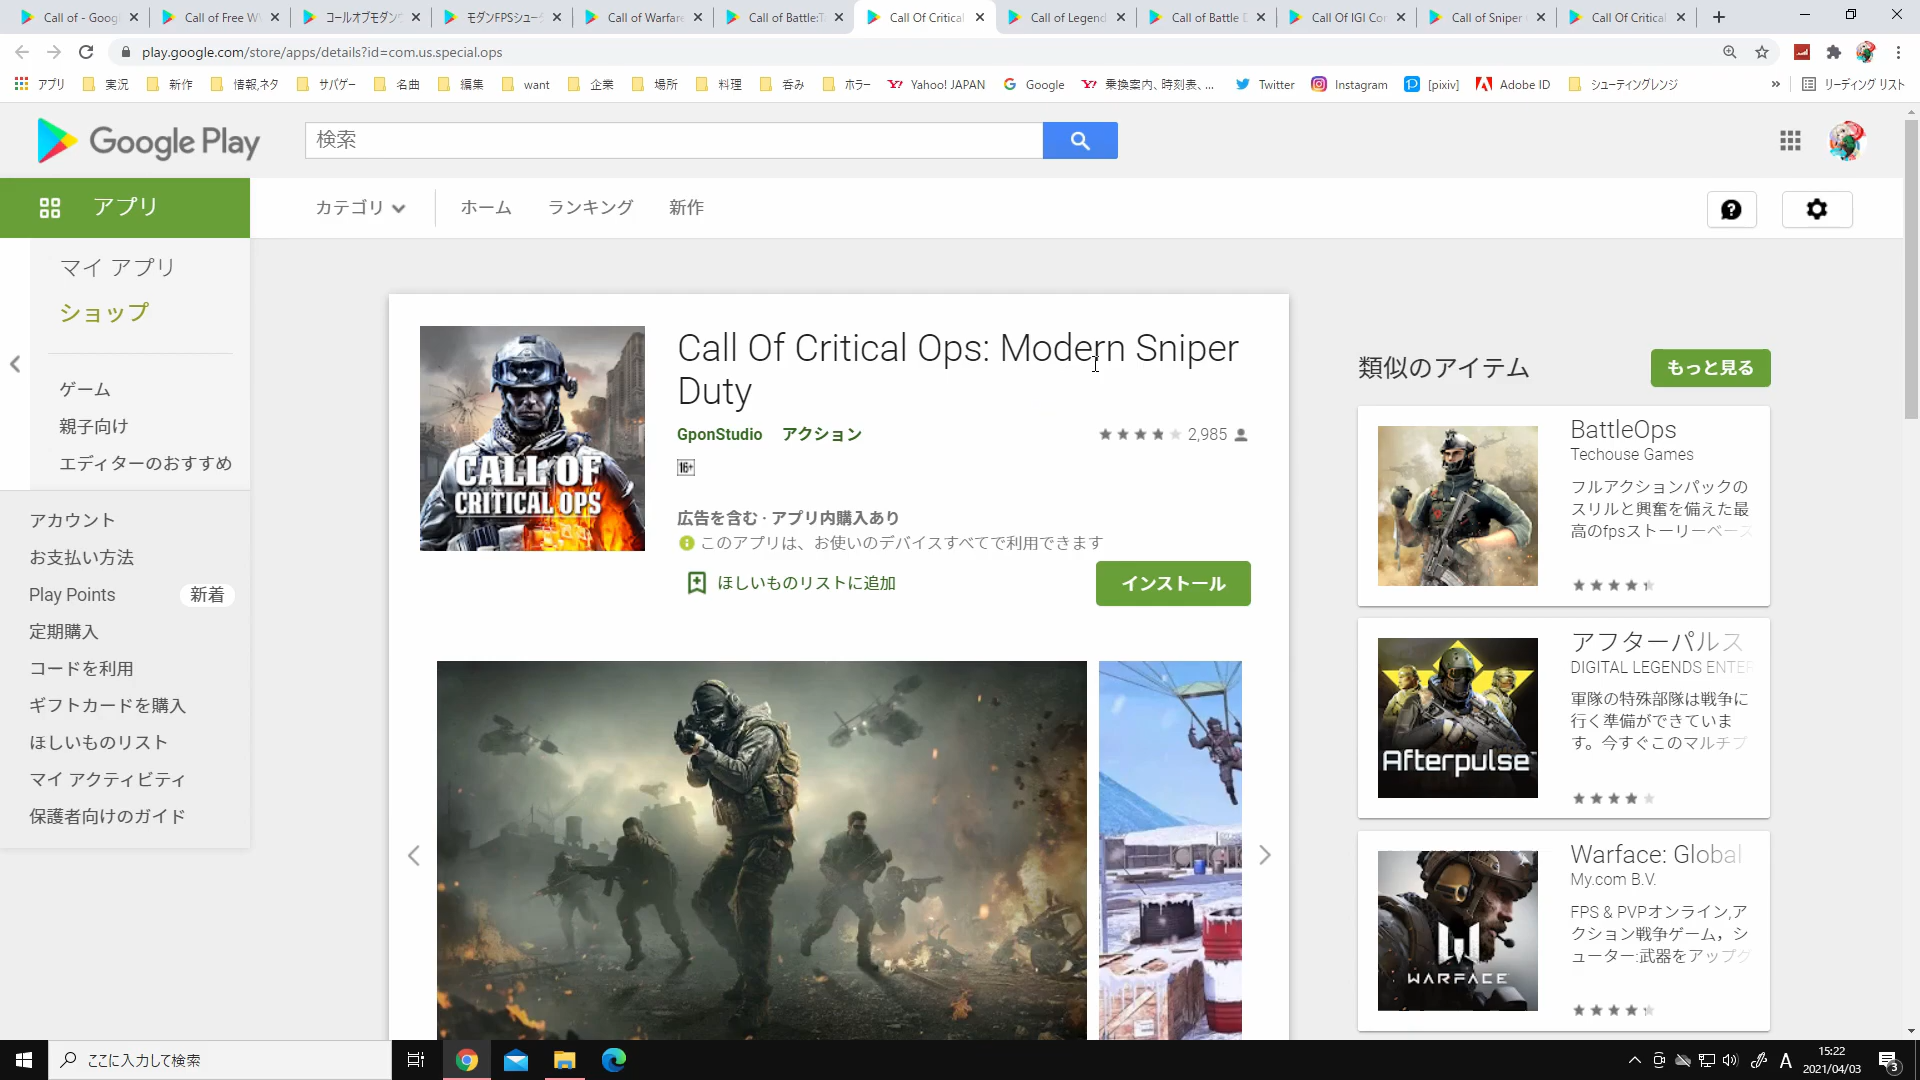 Call of - Goog
Call of Free W
コールオブモダン
モダンFPSシュー
Call of Warfare
Call of Battle:
Call Of Critical
Call of Legend
Call of Battle
Call Of IGI Co
Call of Sniper
Call Of Critical
play.google.com/store/apps/details?id=com.us.special.ops
アプリ
実況
新作
情報,ネタ
サバゲー
名曲
編集
want
企業
場所
料理
呑み
ホラー
Yahoo! JAPAN
Google
乗換案内、時刻表、...
Twitter
Instagram
[pixiv]
Adobe ID
シューティングレンジ
»
リーディング リスト
Google Play
検索
アプリ
カテゴリ
ホーム
ランキング
新作
マイ アプリ
ショップ
ゲーム
親子向け
エディターのおすすめ
アカウント
お支払い方法
Play Points 新着
定期購入
コードを利用
ギフトカードを購入
ほしいものリスト
マイ アクティビティ
保護者向けのガイド
CALL OF
CRITICAL OPS
Call Of Critical Ops: Modern Sniper
Duty
GponStudio アクション
2,985
16+
広告を含む · アプリ内購入あり
このアプリは、お使いのデバイスすべてで利用できます
ほしいものリストに追加
インストール
類似のアイテム
もっと見る
BattleOps
Techouse Games
フルアクションパックの
スリルと興奮を備えた最
高のfpsストーリーベース
Afterpulse
アフターパルス
DIGITAL LEGENDS ENTER
軍隊の特殊部隊は戦争に
行く準備ができていま
す。今すぐこのマルチプ
WARFACE
Warface: Global
My.com B.V.
FPS & PVPオンライン,ア
クション戦争ゲーム，シ
ューター:武器をアップグ
ここに入力して検索
A
15:22
2021/04/03
3